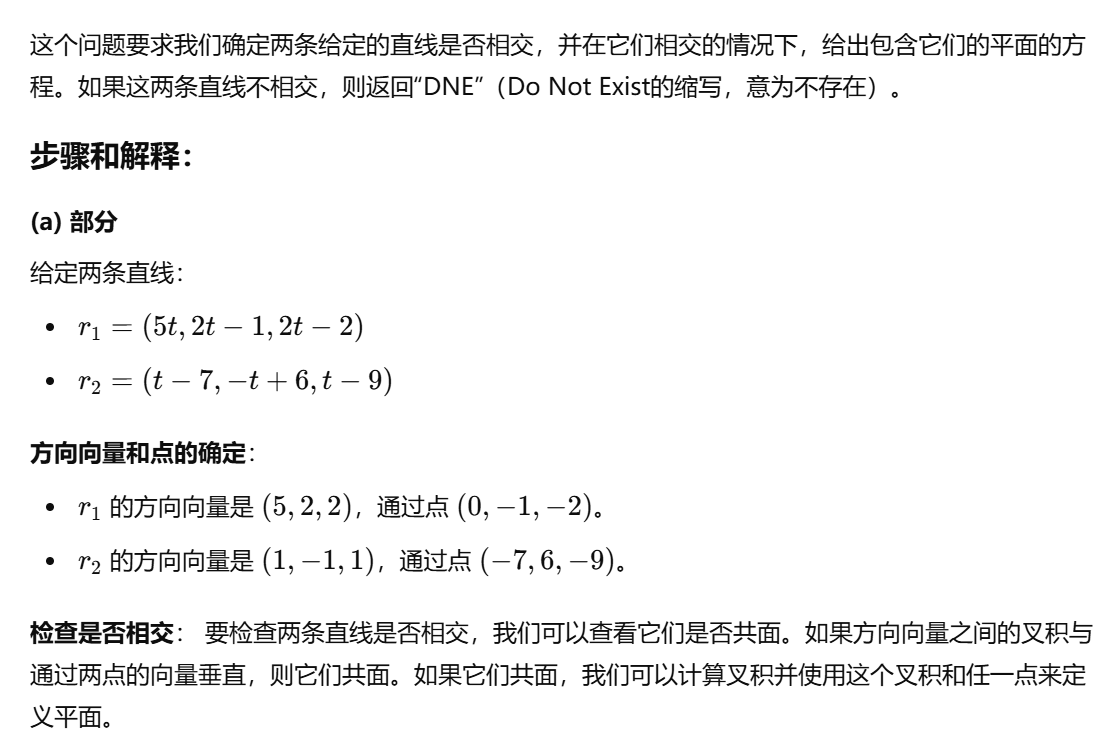 这个问题要求我们确定两条给定的直线是否相交，并在它们相交的情况下，给出包含它们的平面的方
程。如果这两条直线不相交，则返回“DNE”（Do Not Exist的缩写，意为不存在）。
步骤和解释：
(a) 部分
给定两条直线：
• r₁ = (5t, 2t − 1, 2t − 2)
• r₂ = (t − 7, −t + 6, t − 9)
方向向量和点的确定：
• r₁ 的方向向量是 (5, 2, 2)，通过点 (0, −1, −2)。
• r₂ 的方向向量是 (1, −1, 1)，通过点 (−7, 6, −9)。
检查是否相交： 要检查两条直线是否相交，我们可以查看它们是否共面。如果方向向量之间的叉积与
通过两点的向量垂直，则它们共面。如果它们共面，我们可以计算叉积并使用这个叉积和任一点来定
义平面。